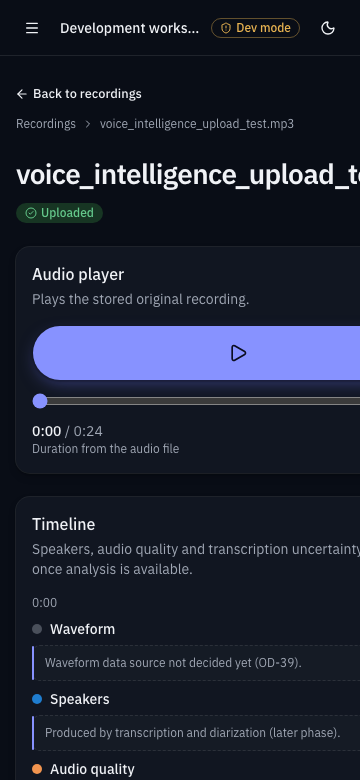 Development works...
Dev mode
Back to recordings
Recordings > voice_intelligence_upload_test.mp3
voice_intelligence_upload_t
Uploaded
Audio player
Plays the stored original recording.
0:00 / 0:24
Duration from the audio file
Timeline
Speakers, audio quality and transcription uncertainty
once analysis is available.
0:00
Waveform
Waveform data source not decided yet (OD-39).
Speakers
Produced by transcription and diarization (later phase).
Audio quality